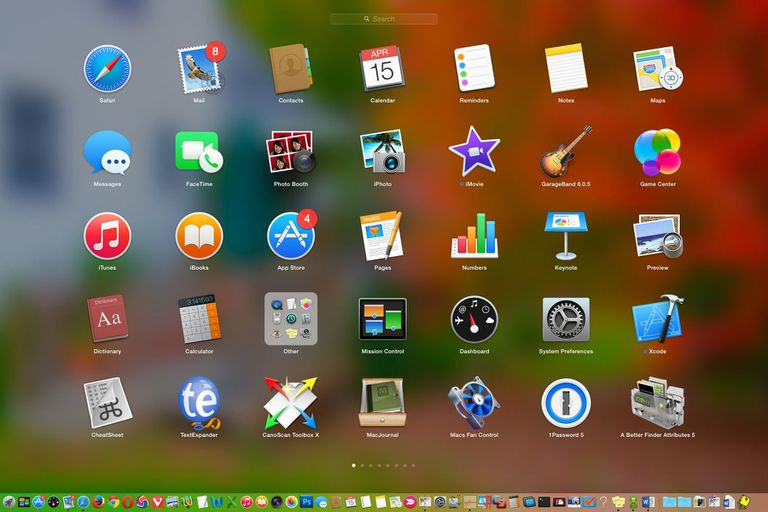 Search
8
APR
15
3D
Safari
Mail
Contacts
Calendar
Reminders
Notes
Maps
Messages
FaceTime
Photo Booth
iPhoto
iMovie
GarageBand 6.0.5
Game Center
4
PAGES
iTunes
iBooks
App Store
Pages
Numbers
Keynote
Preview
Dictionary
Aa
Dictionary
Calculator
Other
Mission Control
Dashboard
System Preferences
Xcode
te
CheatSheet
TextExpander
CanoScan Toolbox X
MacJournal
Macs Fan Control
1Password 5
A Better Finder Attributes 5